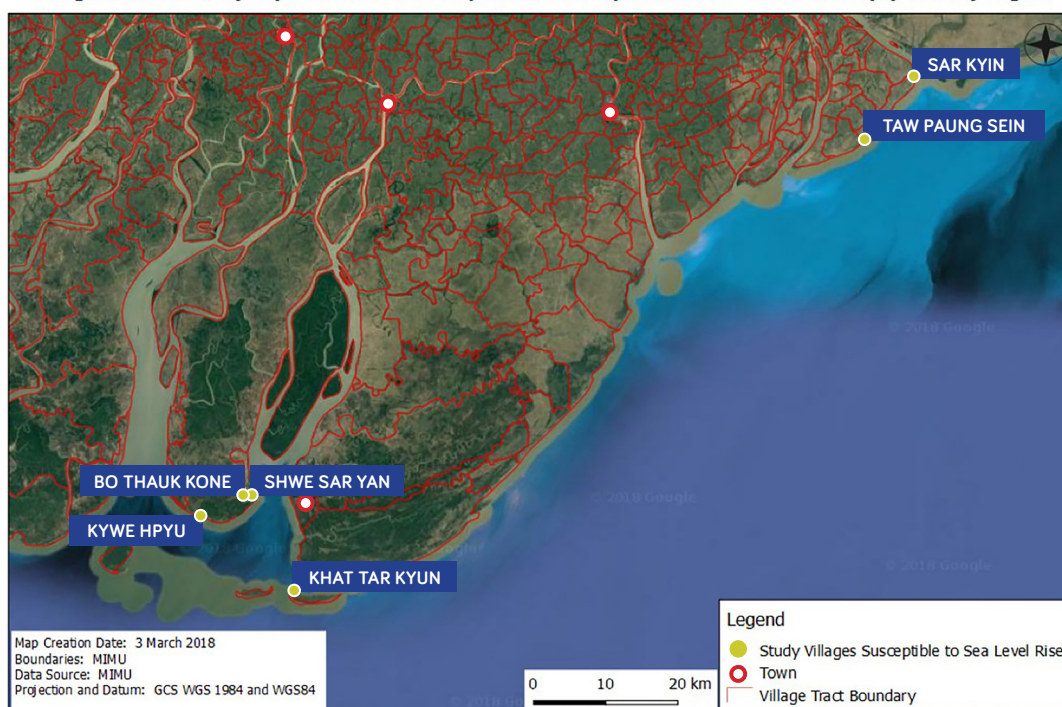 SAR KYIN
TAW PAUNG SEIN
© 2018 Google
© 2018 Google
BO THAUK KONE
SHWE SAR YAN
KYWE HPYU
© 2018 Google
© 2018 Google
KHAT TAR KYUN
Map Creation Date: 3 March 2018
Boundaries: MIMU
Data Source: MIMU
Projection and Datum: GCS WGS 1984 and WGS84
0 10 20 km
Legend
Study Villages Susceptible to Sea Level Rise
Town
Village Tract Boundary